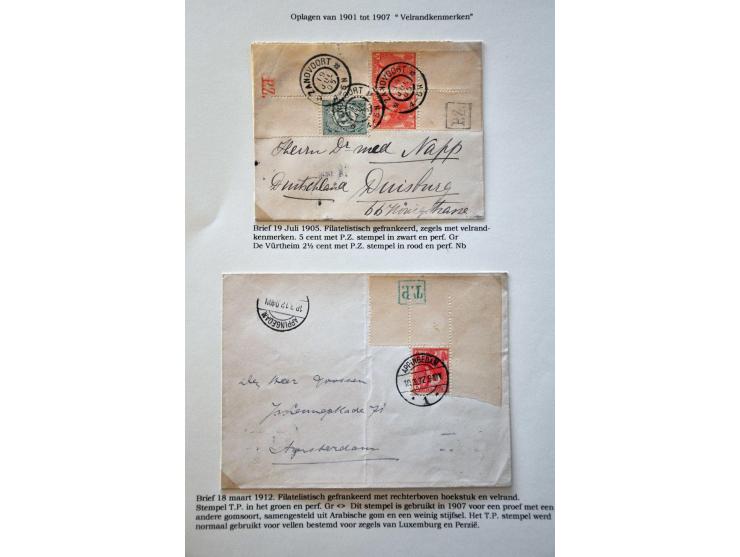 Oplagen van 1901 tot 1907 " Velrandkenmerken"
P.Z.
ZANDVOORT
ZANDVOORT
P.Z.
Herrn Dr med Napp
Deutschland Duisburg
66 Königstrasse
Brief 19 Juli 1905. Filatelistisch gefrankeerd, zegels met velrand-
kenmerken. 5 cent met P.Z. stempel in zwart en perf. Gr
De Vürtheim 2½ cent met P.Z. stempel in rood en perf. Nb
T.P.
APPINGEDAM
APPINGEDAM
1
Amsterdam
Brief 18 maart 1912. Filatelistisch gefrankeerd met rechterboven hoekstuk en velrand.
Stempel T.P. in het groen en perf. Gr <> Dit stempel is gebruikt in 1907 voor een proef met een
andere gomsoort, samengesteld uit Arabische gom en een weinig stijfsel. Het T.P. stempel werd
normaal gebruikt voor vellen bestemd voor zegels van Luxemburg en Perzië.